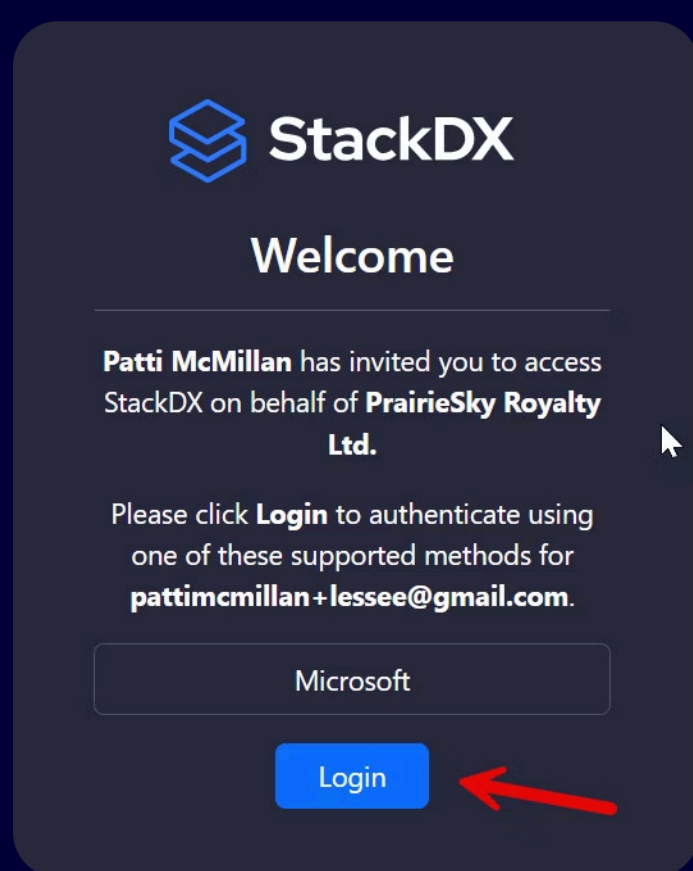 StackDX
Welcome
Patti McMillan has invited you to access
StackDX on behalf of PrairieSky Royalty
Ltd.
Please click Login to authenticate using
one of these supported methods for
pattimcmillan+lessee@gmail.com.
Microsoft
Login